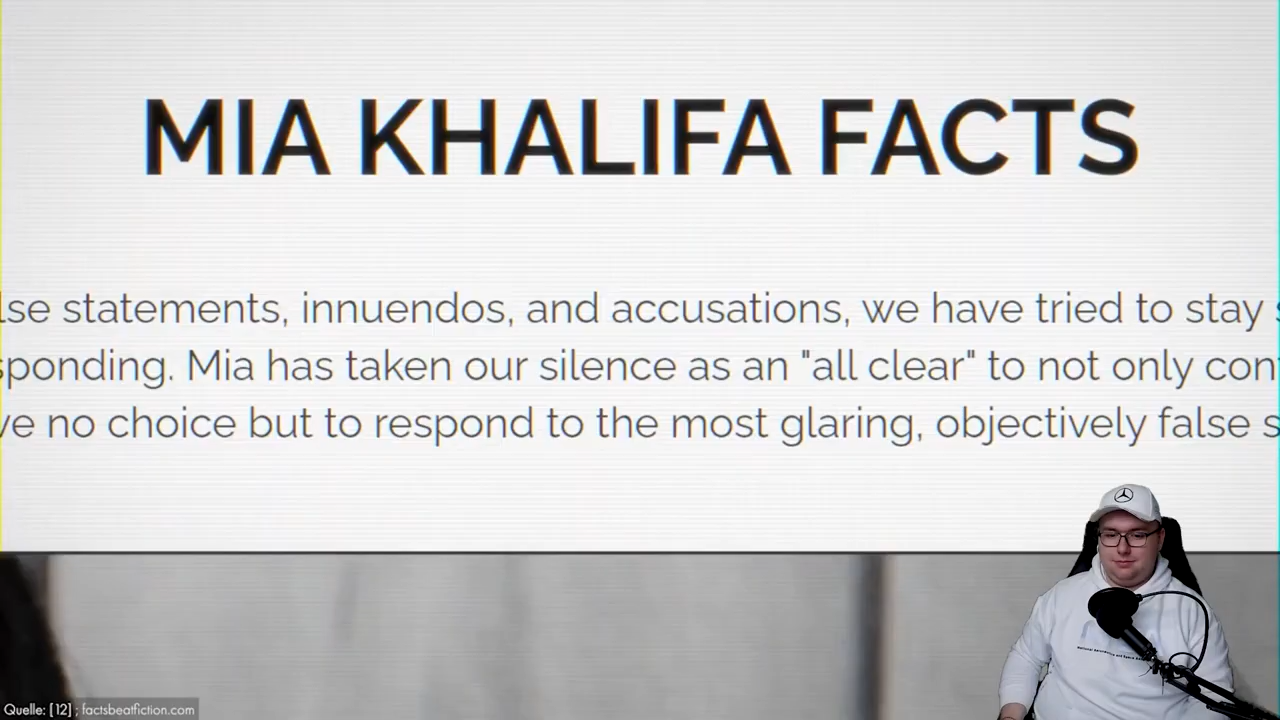 MIA KHALIFA FACTS
lse statements, innuendos, and accusations, we have tried to stay
sponding. Mia has taken our silence as an "all clear" to not only con
ve no choice but to respond to the most glaring, objectively false s
Quelle: [12] ; factsbeatfiction.com